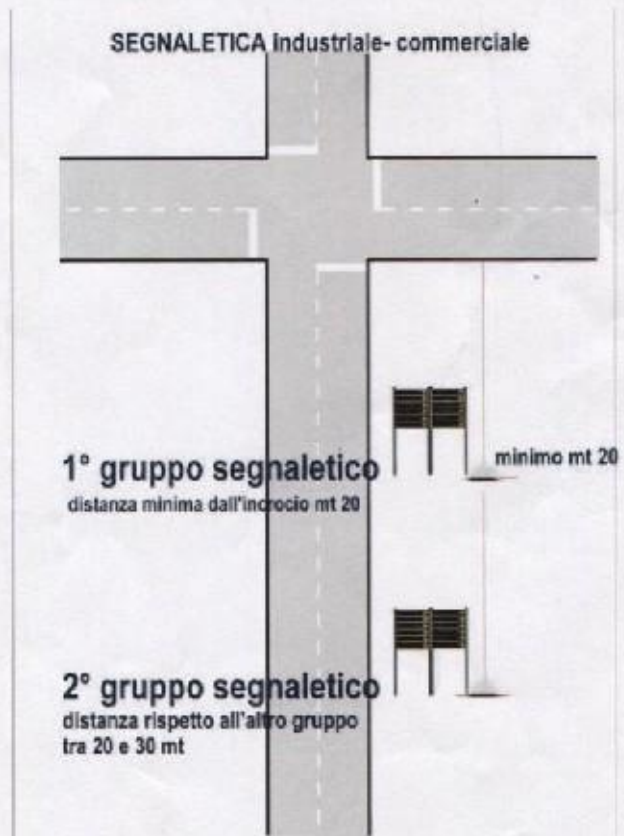 SEGNALETICA industriale- commerciale
1° gruppo segnaletico
minimo mt 20
distanza minima dall'incrocio mt 20
2° gruppo segnaletico
distanza rispetto all'altro gruppo
tra 20 e 30 mt